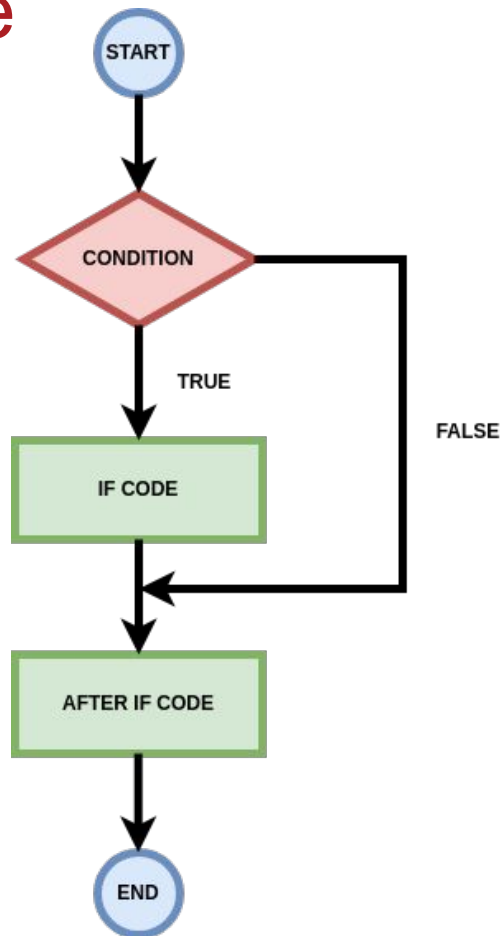 e
START
CONDITION
TRUE
FALSE
IF CODE
AFTER IF CODE
END